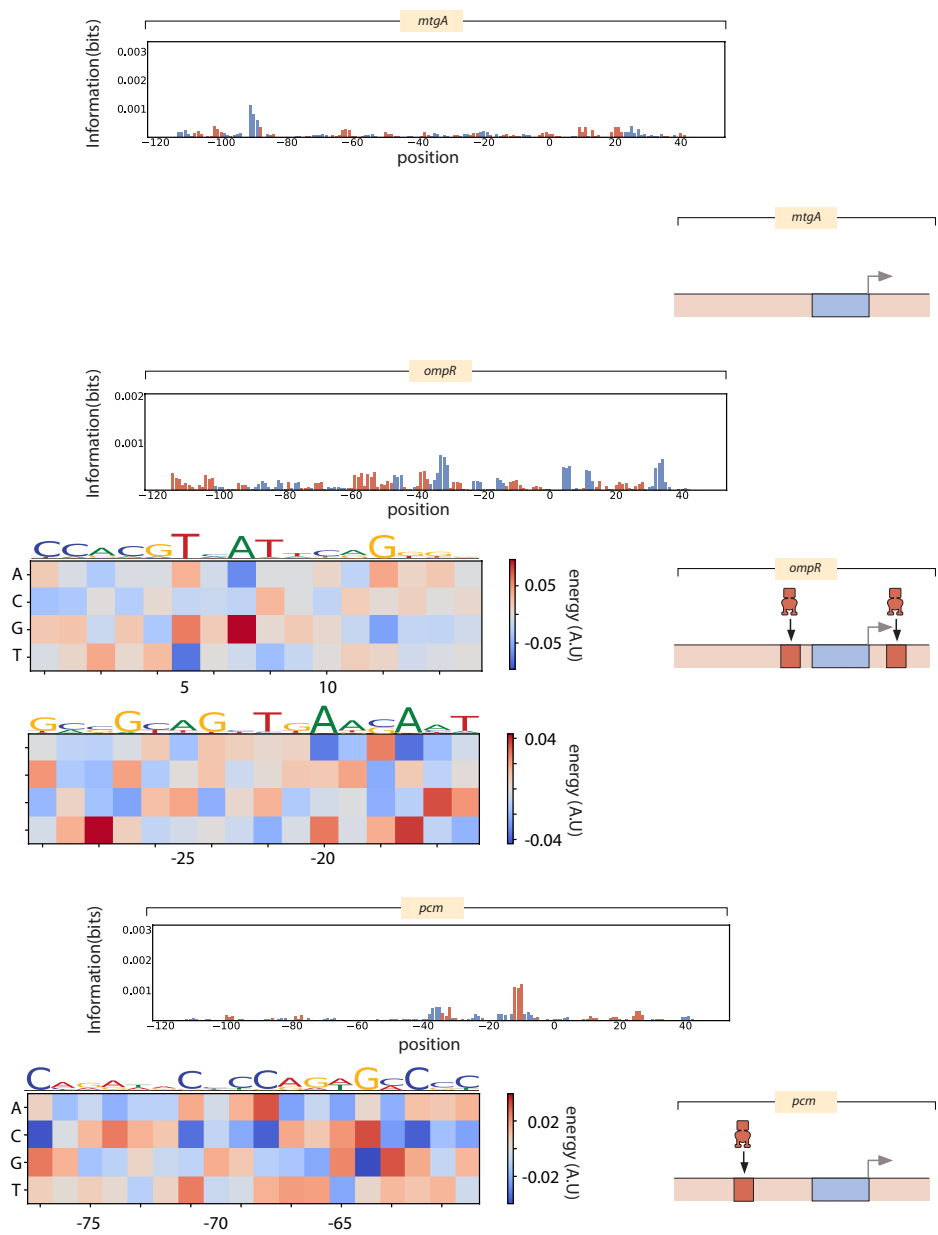 mtgA
Information(bits)
0.003
0.002
0.001
−120 −100 −80 −60 −40 −20 0 20 40
position
mtgA
ompR
Information(bits)
0.002
0.001
−120 −100 −80 −60 −40 −20 0 20 40
position
A
C
G
T
5 10
0.05
-0.05
energy (A.U)
ompR
-25 -20
0.04
-0.04
energy (A.U)
pcm
Information(bits)
0.003
0.002
0.001
−120 −100 −80 −60 −40 −20 0 20 40
position
A
C
G
T
-75 -70 -65
0.02
-0.02
energy (A.U)
pcm